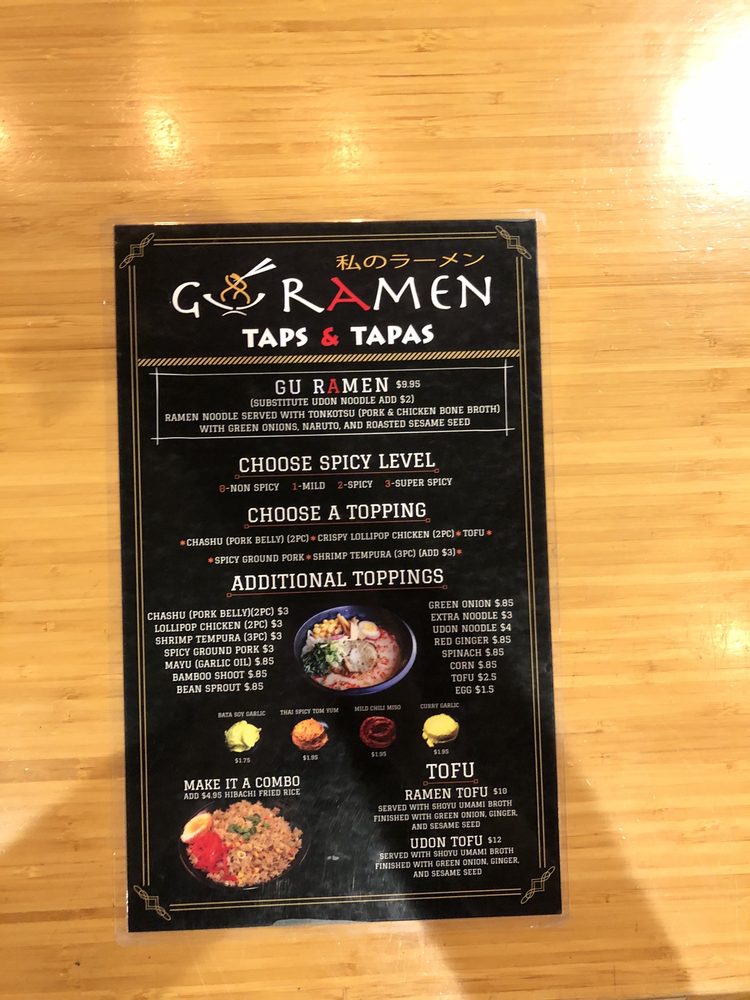 私のラーメン
GU RAMEN
TAPS & TAPAS
GU RAMEN $9.95
(SUBSTITUTE UDON NOODLE ADD $2)
RAMEN NOODLE SERVED WITH TONKOTSU (PORK & CHICKEN BONE BROTH)
WITH GREEN ONIONS, NARUTO, AND ROASTED SESAME SEED
CHOOSE SPICY LEVEL
0-NON SPICY 1-MILD 2-SPICY 3-SUPER SPICY
CHOOSE A TOPPING
*CHASHU (PORK BELLY) (2PC)*CRISPY LOLLIPOP CHICKEN (2PC)*TOFU*
*SPICY GROUND PORK*SHRIMP TEMPURA (3PC) (ADD $3)*
ADDITIONAL TOPPINGS
CHASHU (PORK BELLY)(2PC) $3
LOLLIPOP CHICKEN (2PC) $3
SHRIMP TEMPURA (3PC) $3
SPICY GROUND PORK $3
MAYU (GARLIC OIL) $.85
BAMBOO SHOOT $.85
BEAN SPROUT $.85
GREEN ONION $.85
EXTRA NOODLE $3
UDON NOODLE $4
RED GINGER $.85
SPINACH $.85
CORN $.85
TOFU $2.5
EGG $1.5
BATA SOY GARLIC
$1.75
THAI SPICY TOM YUM
$1.95
MILD CHILI MISO
$1.95
CURRY GARLIC
$1.95
MAKE IT A COMBO
ADD $4.95 HIBACHI FRIED RICE
TOFU
RAMEN TOFU $10
SERVED WITH SHOYU UMAMI BROTH
FINISHED WITH GREEN ONION, GINGER,
AND SESAME SEED
UDON TOFU $12
SERVED WITH SHOYU UMAMI BROTH
FINISHED WITH GREEN ONION, GINGER,
AND SESAME SEED